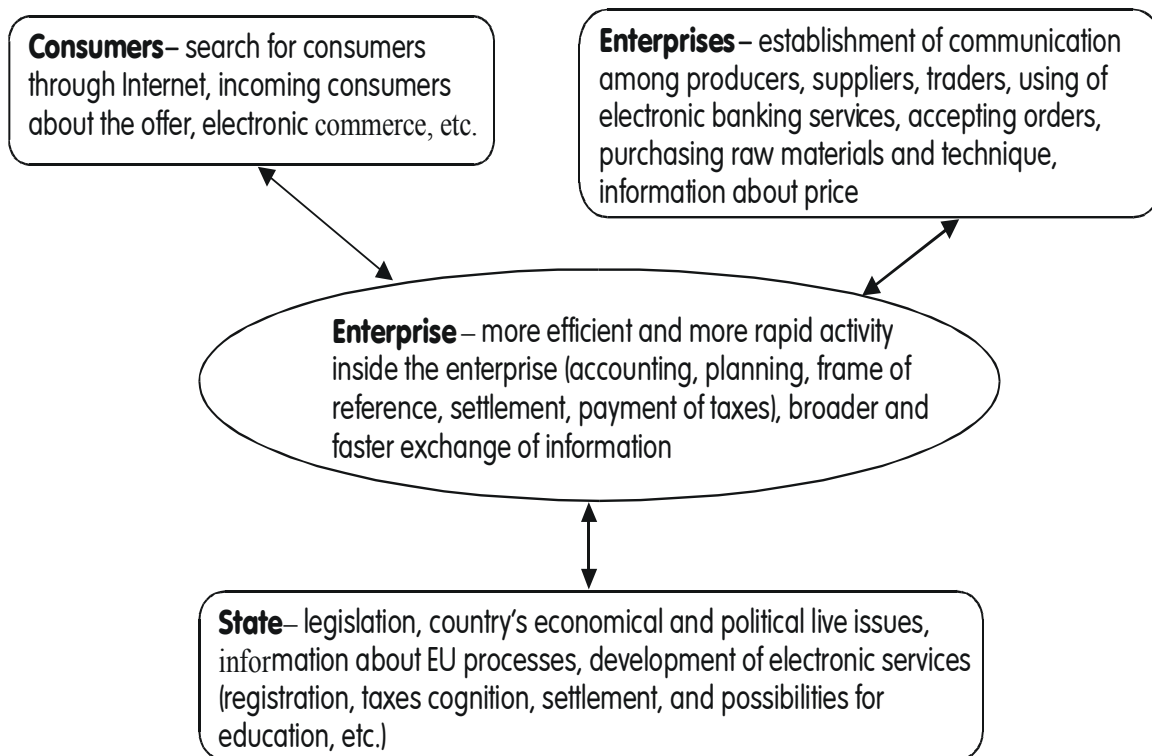 Consumers– search for consumers
through Internet, incoming consumers
about the offer, electronic commerce, etc.
Enterprises – establishment of communication
among producers, suppliers, traders, using of
electronic banking services, accepting orders,
purchasing raw materials and technique,
information about price
Enterprise – more efficient and more rapid activity
inside the enterprise (accounting, planning, frame of
reference, settlement, payment of taxes), broader and
faster exchange of information
State– legislation, country's economical and political live issues,
information about EU processes, development of electronic services
(registration, taxes cognition, settlement, and possibilities for
education, etc.)